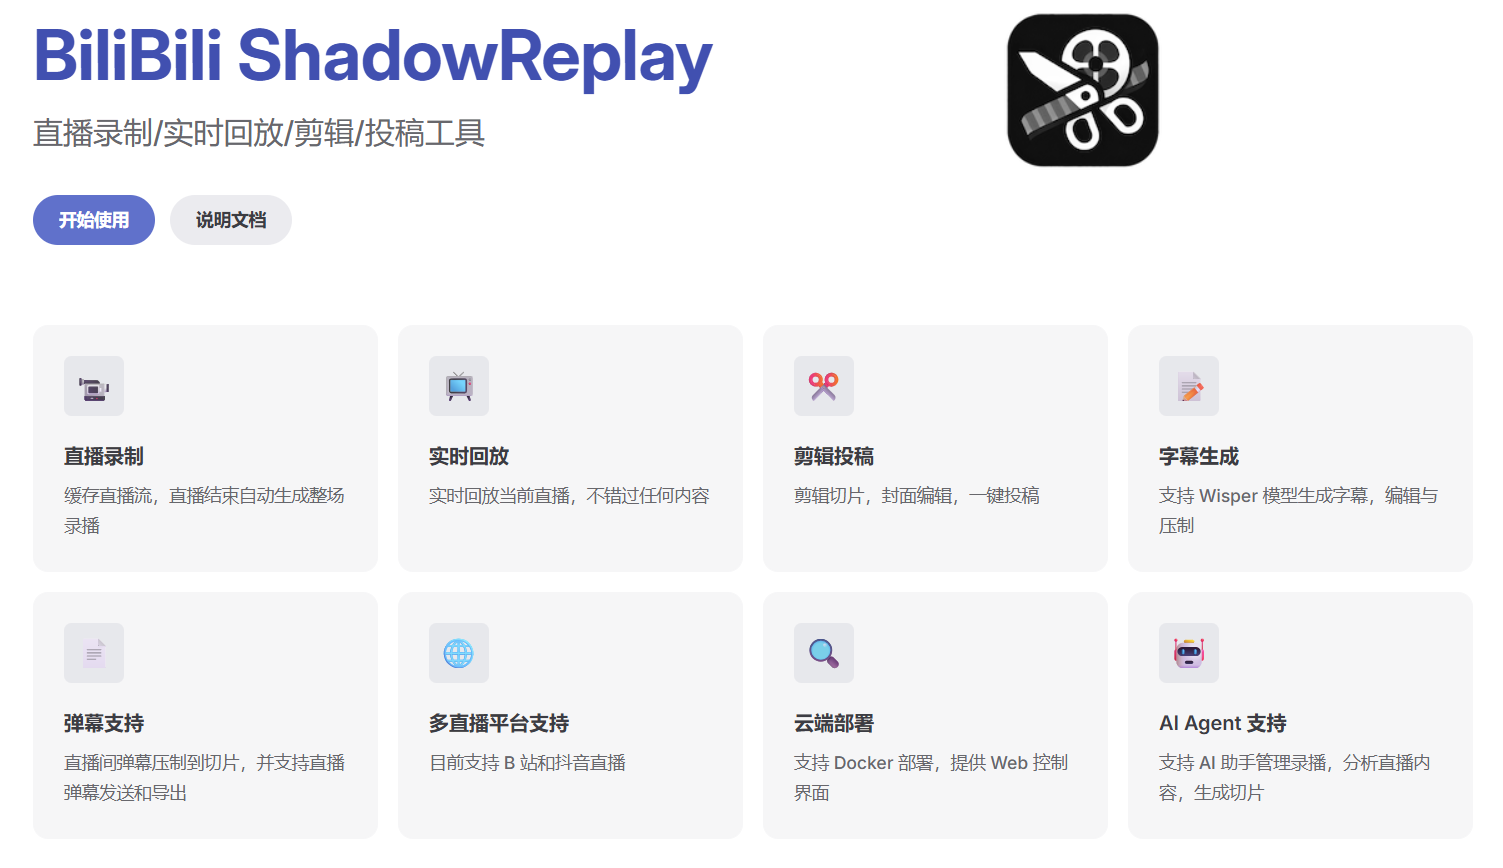 BiliBili ShadowReplay
直播录制/实时回放/剪辑/投稿工具
开始使用
说明文档
直播录制
缓存直播流，直播结束自动生成整场
录播
实时回放
实时回放当前直播，不错过任何内容
剪辑投稿
剪辑切片，封面编辑，一键投稿
字幕生成
支持 Wisper 模型生成字幕，编辑与
压制
弹幕支持
直播间弹幕压制到切片，并支持直播
弹幕发送和导出
多直播平台支持
目前支持 B 站和抖音直播
云端部署
支持 Docker 部署，提供 Web 控制
界面
AI Agent 支持
支持 AI 助手管理录播，分析直播内
容，生成切片